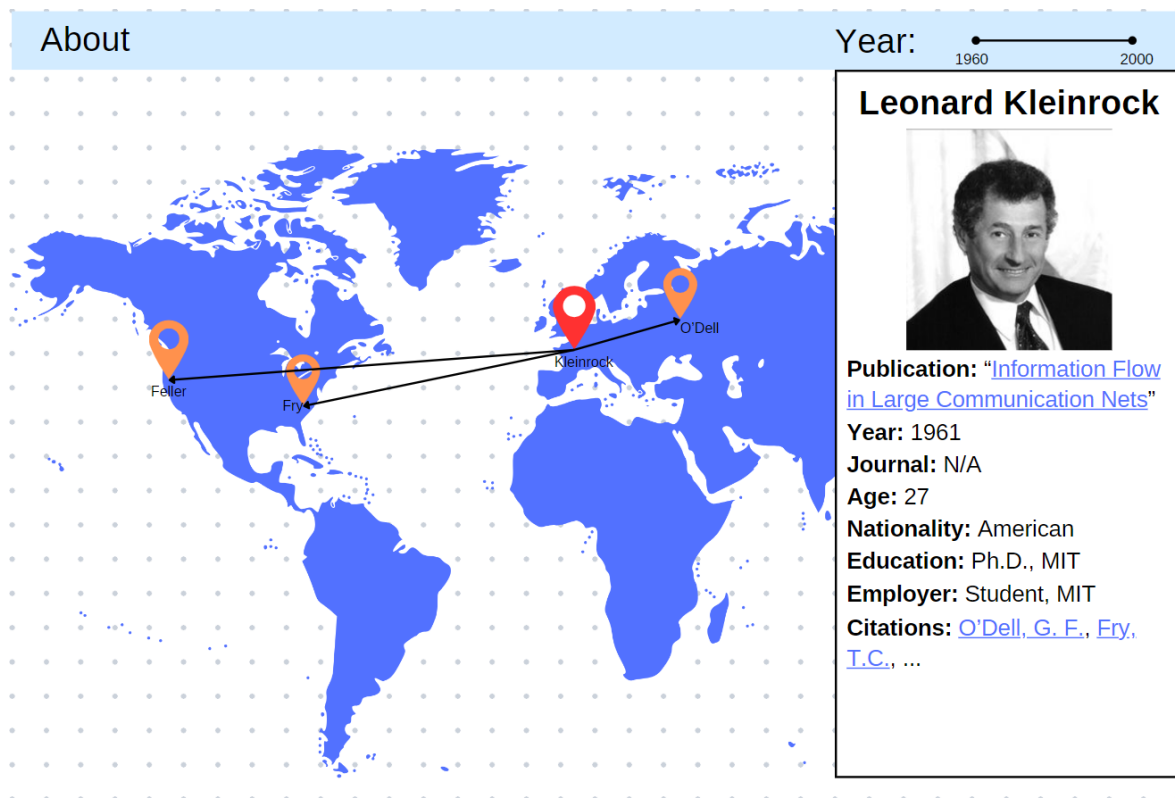 About
Year:
1960
2000
Leonard Kleinrock
Publication: “Information Flow
in Large Communication Nets”
Year: 1961
Journal: N/A
Age: 27
Nationality: American
Education: Ph.D., MIT
Employer: Student, MIT
Citations: O’Dell, G. F., Fry,
T.C., ...
O’Dell
Kleinrock
Feller
Fry